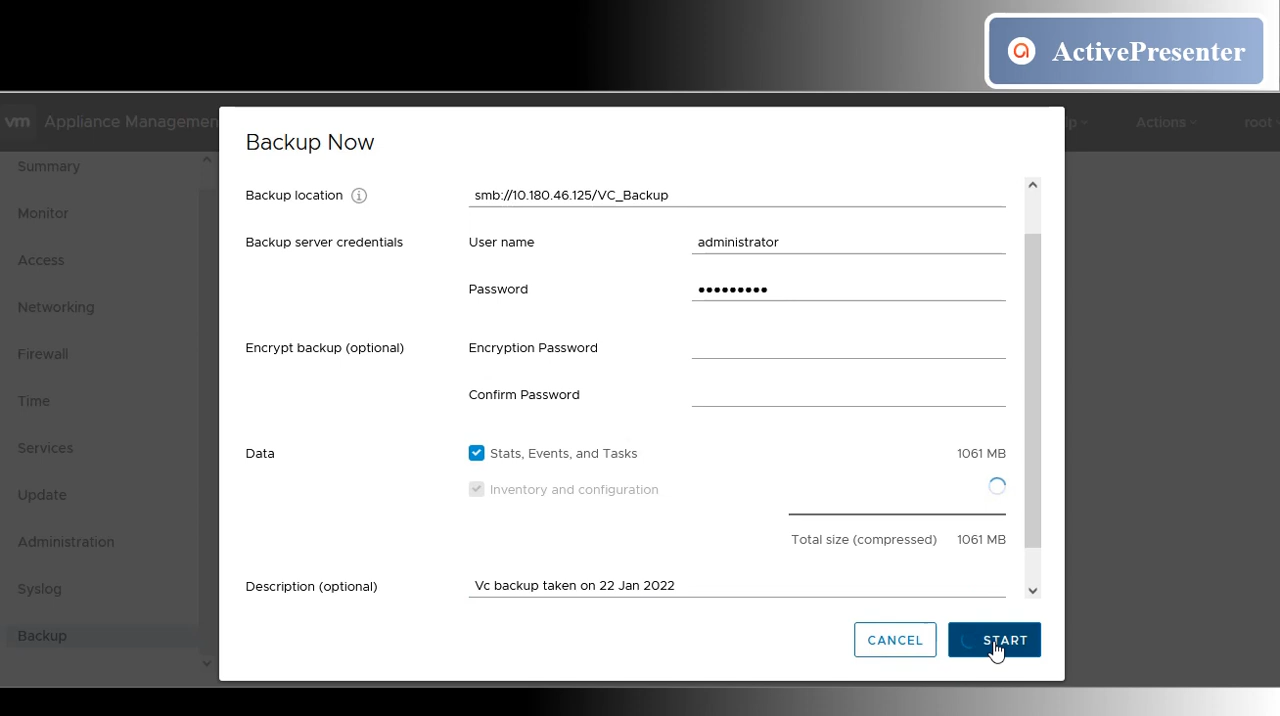 ActivePresenter
vm Appliance Managemen
lp Actions root
Backup Now
Summary
Monitor
Access
Networking
Firewall
Time
Services
Update
Administration
Syslog
Backup
Backup location
smb://10.180.46.125/VC_Backup
Backup server credentials
User name
administrator
Password
•••••••••
Encrypt backup (optional)
Encryption Password
Confirm Password
Data
Stats, Events, and Tasks
1061 MB
Inventory and configuration
Total size (compressed) 1061 MB
Description (optional)
Vc backup taken on 22 Jan 2022
CANCEL
START